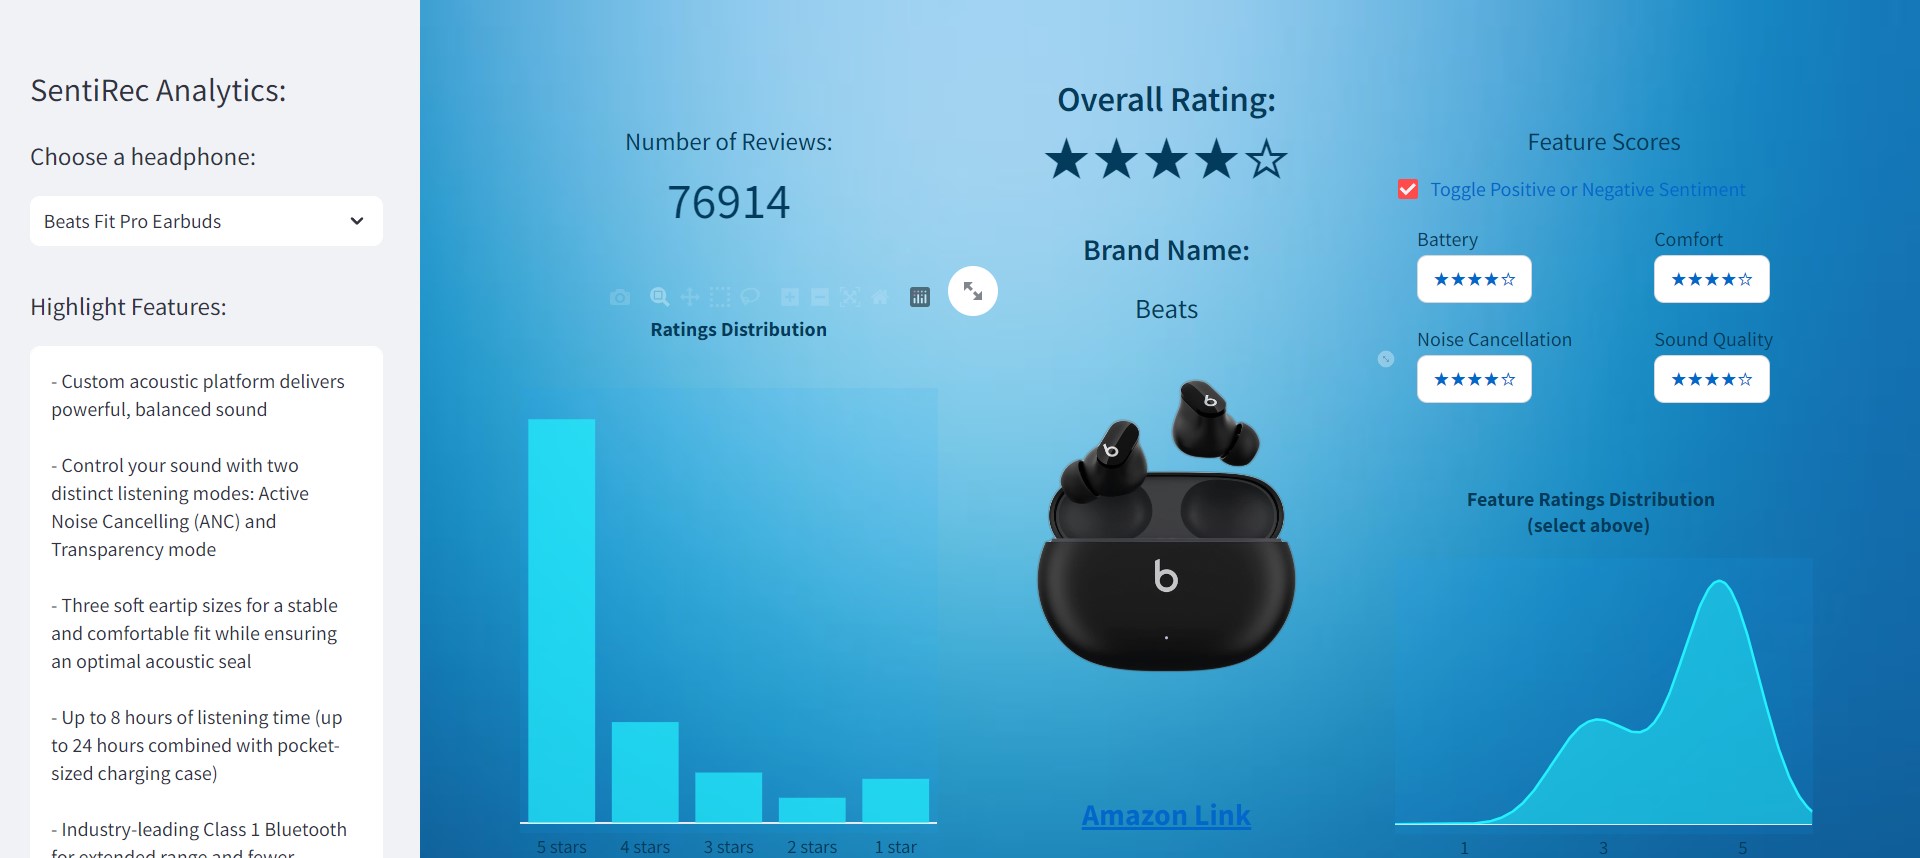 SentiRec Analytics:
Choose a headphone:
Beats Fit Pro Earbuds
Highlight Features:
- Custom acoustic platform delivers
powerful, balanced sound
- Control your sound with two
distinct listening modes: Active
Noise Cancelling (ANC) and
Transparency mode
- Three soft eartip sizes for a stable
and comfortable fit while ensuring
an optimal acoustic seal
- Up to 8 hours of listening time (up
to 24 hours combined with pocket-
sized charging case)
- Industry-leading Class 1 Bluetooth
for extended range and fewer
Number of Reviews:
76914
Ratings Distribution
5 stars
4 stars
3 stars
2 stars
1 star
Overall Rating:
★★★★☆
Brand Name:
Beats
b
b
b
Amazon Link
Feature Scores
Toggle Positive or Negative Sentiment
Battery
★★★★☆
Comfort
★★★★☆
Noise Cancellation
★★★★☆
Sound Quality
★★★★☆
Feature Ratings Distribution
(select above)
1
3
5